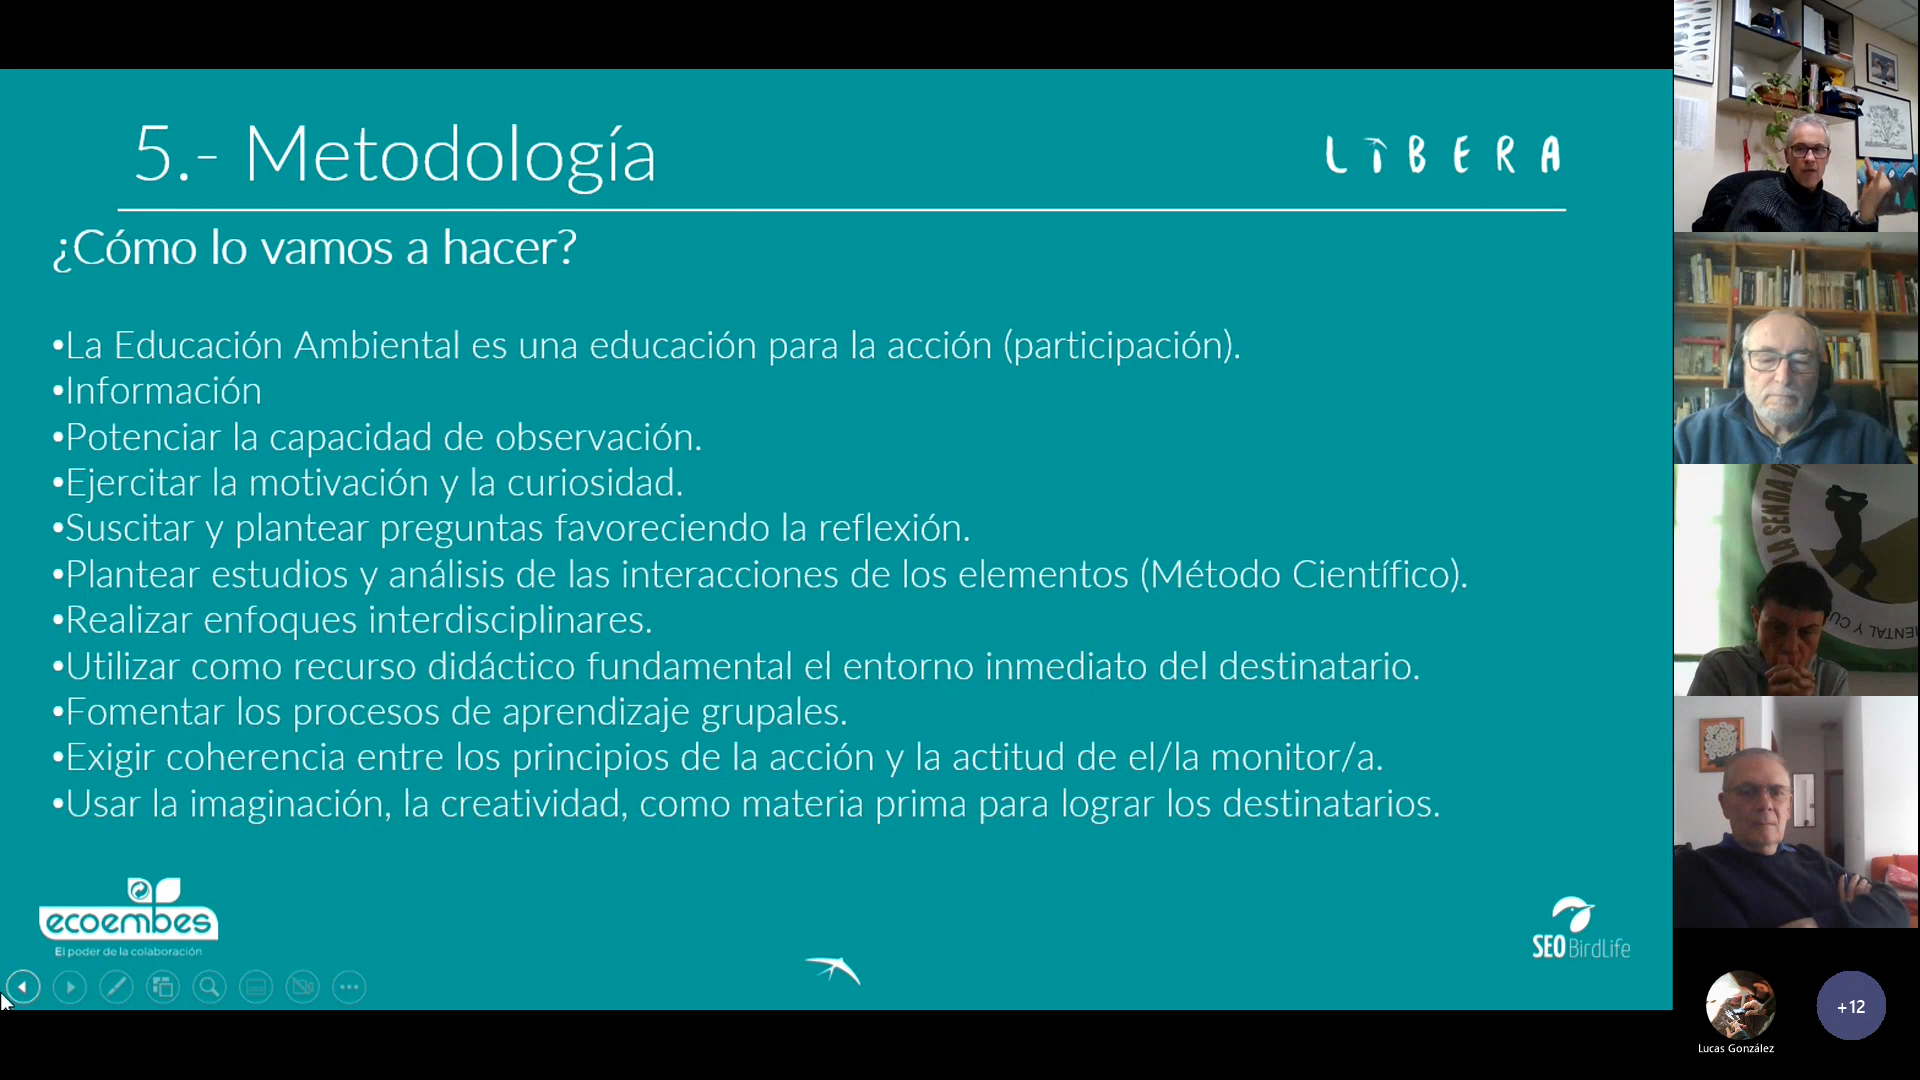 5.- Metodología
LIBERA
¿Cómo lo vamos a hacer?
•La Educación Ambiental es una educación para la acción (participación).
•Información
•Potenciar la capacidad de observación.
•Ejercitar la motivación y la curiosidad.
•Suscitar y plantear preguntas favoreciendo la reflexión.
•Plantear estudios y análisis de las interacciones de los elementos (Método Científico).
•Realizar enfoques interdisciplinares.
•Utilizar como recurso didáctico fundamental el entorno inmediato del destinatario.
•Fomentar los procesos de aprendizaje grupales.
•Exigir coherencia entre los principios de la acción y la actitud de el/la monitor/a.
•Usar la imaginación, la creatividad, como materia prima para lograr los destinatarios.
ecoembes
El poder de la colaboración
SEO BirdLife
LA SENDA
+12
Lucas González